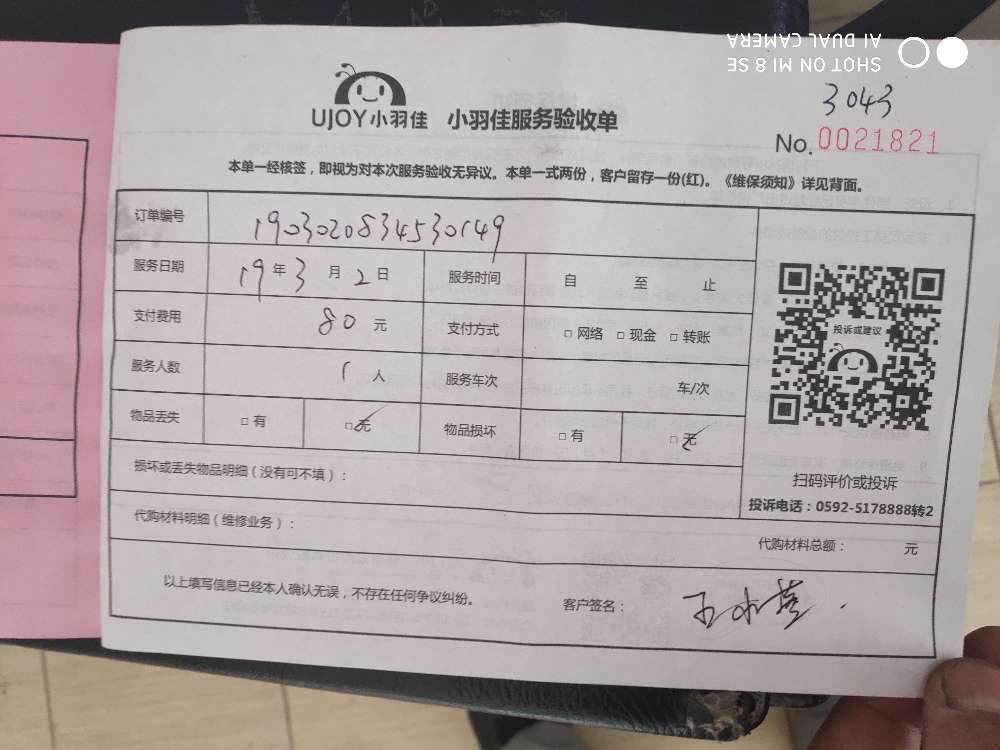 SHOT ON MI 8 SE
AI DUAL CAMERA
3043
UJOY小羽佳 小羽佳服务验收单
No. 0021821
本单一经核签，即视为对本次服务验收无异议。本单一式两份，客户留存一份(红)。《维保须知》详见背面。
订单编号 1903020834530149
服务日期 19年3月2日 服务时间 自 至 止
支付费用 80元 支付方式 □网络 □现金 □转账
服务人数 1人 服务车次 车/次
物品丢失 □有 □无 物品损坏 □有 □无
投诉或建议
扫码评价或投诉
投诉电话：0592-5178888转2
损坏或丢失物品明细（没有可不填）：
代购材料明细（维修业务）： 代购材料总额： 元
以上填写信息已经本人确认无误，不存在任何争议纠纷。 客户签名：